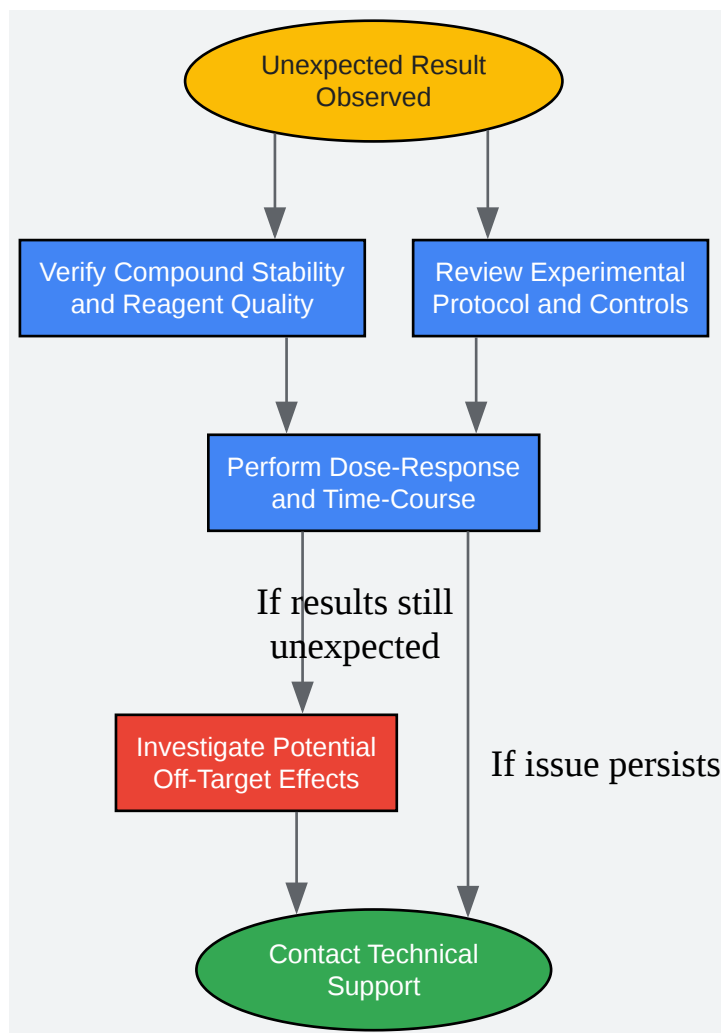 Unexpected Result
Observed
Verify Compound Stability
and Reagent Quality
Review Experimental
Protocol and Controls
Perform Dose-Response
and Time-Course
If results still
unexpected
Investigate Potential
Off-Target Effects
If issue persists
Contact Technical
Support